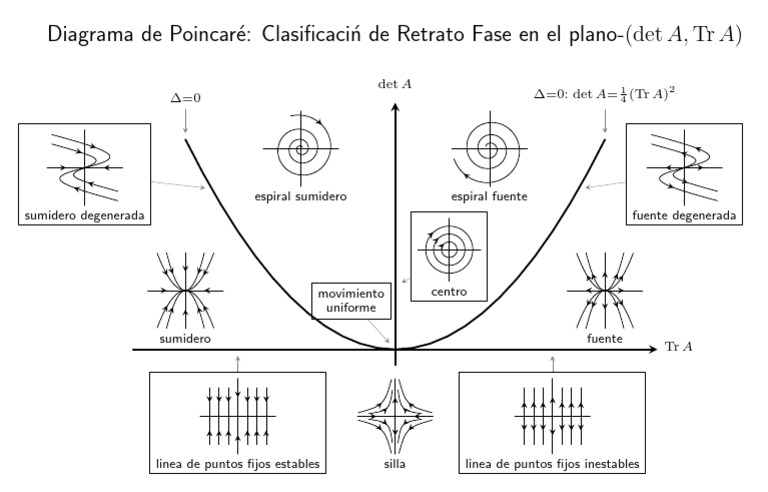 Diagrama de Poincaré: Clasificaciń de Retrato Fase en el plano-(det A, Tr A)
det A
Δ=0
Δ=0: det A=¼(Tr A)²
espiral sumidero
espiral fuente
sumidero degenerada
fuente degenerada
centro
movimiento
uniforme
sumidero
fuente
Tr A
linea de puntos fijos estables
silla
linea de puntos fijos inestables